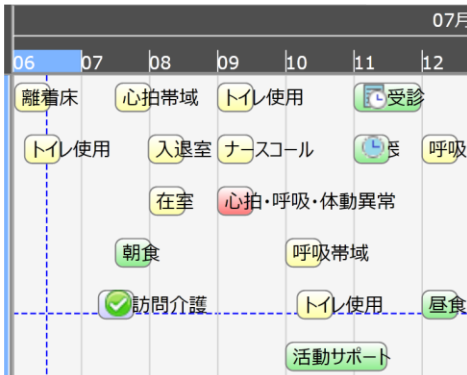 07月
06 07 08 09 10 11 12
離着床 心拍帯域 トイレ使用 受診
トイレ使用 入退室 ナースコール 呼吸
在室 心拍・呼吸・体動異常
朝食 呼吸帯域
訪問介護 トイレ使用 昼食
活動サポート